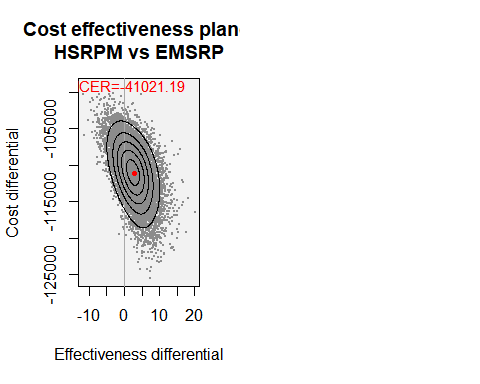 Cost effectiveness plan
HSRPM vs EMSRP
CER=-41021.19
Cost differential
-105000
-115000
-125000
-10 0 10 20
Effectiveness differential